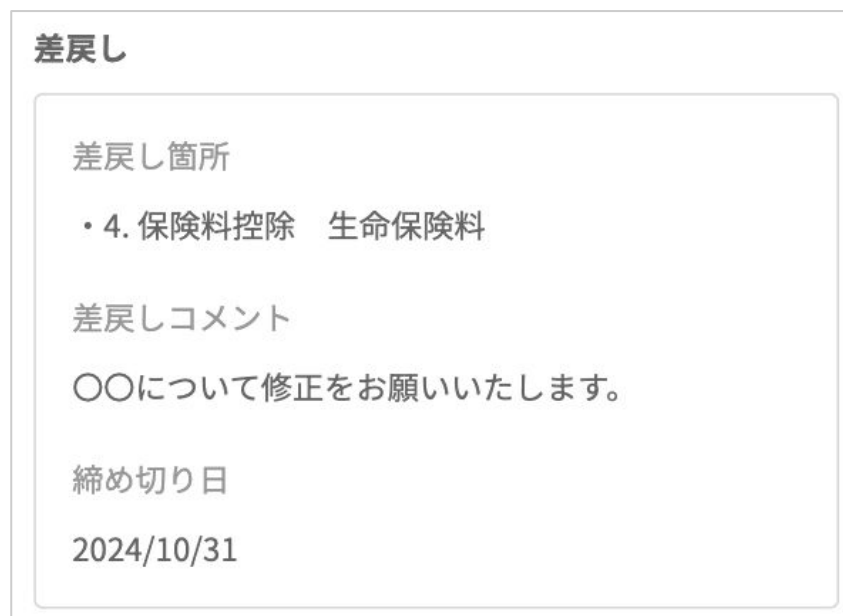 差戻し
差戻し箇所
・4. 保険料控除　生命保険料
差戻しコメント
〇〇について修正をお願いいたします。
締め切り日
2024/10/31